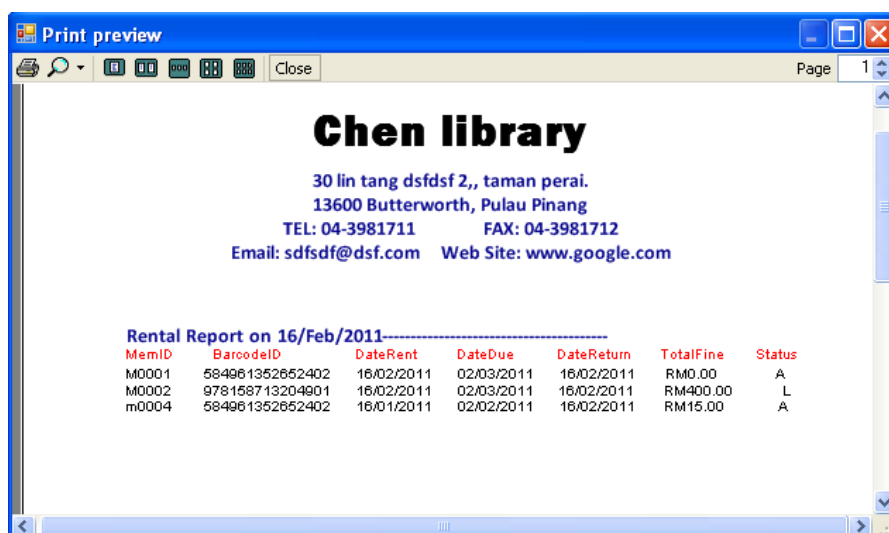 Print preview
Close Page 1
Chen library
30 lin tang dsfdsf 2,, taman perai.
13600 Butterworth, Pulau Pinang
TEL: 04-3981711 FAX: 04-3981712
Email: sdfsdf@dsf.com Web Site: www.google.com
Rental Report on 16/Feb/2011-----------------------------------------
MemID BarcodeID DateRent DateDue DateReturn TotalFine Status
M0001 584961352652402 16/02/2011 02/03/2011 16/02/2011 RM0.00 A
M0002 978158713204901 16/02/2011 02/03/2011 16/02/2011 RM400.00 L
m0004 584961352652402 16/01/2011 02/02/2011 16/02/2011 RM15.00 A